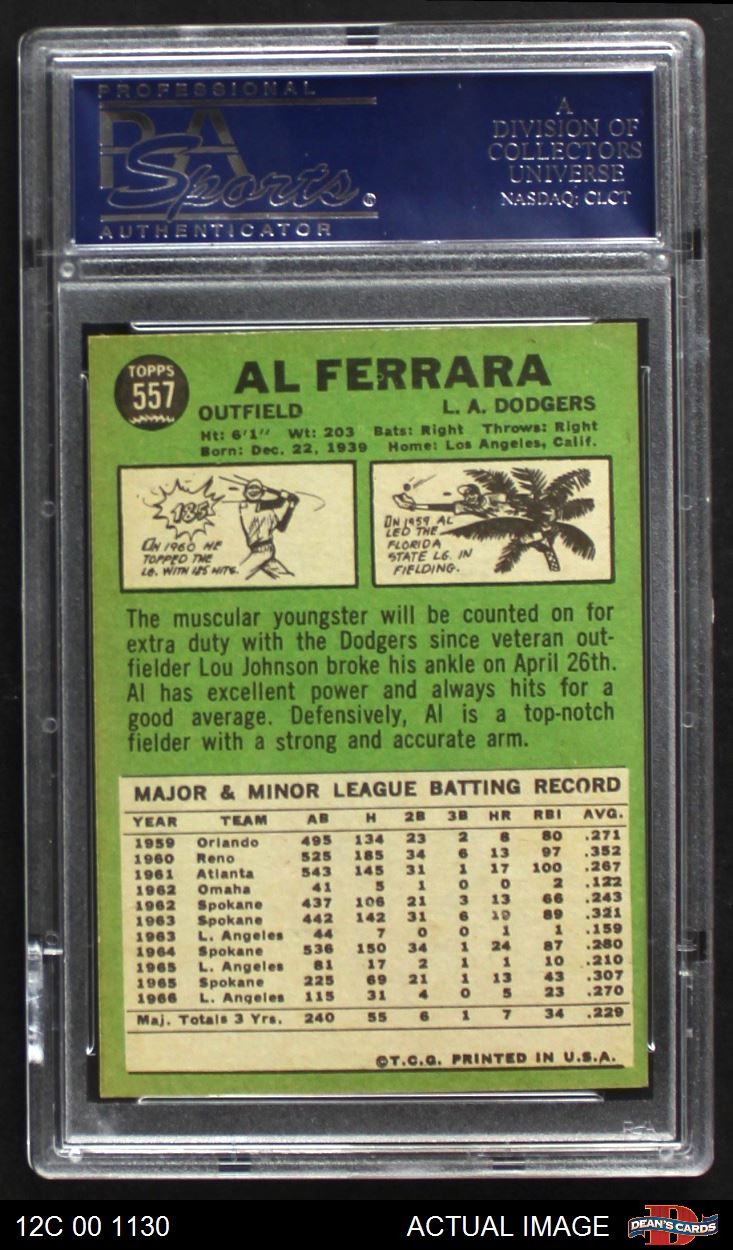 PROFESSIONAL
PSA
Sports®
AUTHENTICATOR
A
DIVISION OF
COLLECTORS
UNIVERSE
NASDAQ: CLCT
TOPPS
557
AL FERRARA
OUTFIELD L. A. DODGERS
Ht: 6'1" Wt: 203 Bats: Right Throws: Right
Born: Dec. 22, 1939 Home: Los Angeles, Calif.
185
IN 1960 HE
TOPPED THE
LG. WITH 185 HITS.
IN 1959 AL
LED THE
FLORIDA
STATE LG. IN
FIELDING.
The muscular youngster will be counted on for
extra duty with the Dodgers since veteran out-
fielder Lou Johnson broke his ankle on April 26th.
Al has excellent power and always hits for a
good average. Defensively, Al is a top-notch
fielder with a strong and accurate arm.
MAJOR & MINOR LEAGUE BATTING RECORD
YEAR TEAM AB H 2B 3B HR RBI AVG.
1959 Orlando 495 134 23 2 8 80 .271
1960 Reno 525 185 34 6 13 97 .352
1961 Atlanta 543 145 31 1 17 100 .267
1962 Omaha 41 5 1 0 0 2 .122
1962 Spokane 437 106 21 3 13 66 .243
1963 Spokane 442 142 31 6 19 89 .321
1963 L. Angeles 44 7 0 0 1 1 .159
1964 Spokane 536 150 34 1 24 87 .280
1965 L. Angeles 81 17 2 1 1 10 .210
1965 Spokane 225 69 21 1 13 43 .307
1966 L. Angeles 115 31 4 0 5 23 .270
Maj. Totals 3 Yrs. 240 55 6 1 7 34 .229
©T.C.G. PRINTED IN U.S.A.
PSA
12C 00 1130 ACTUAL IMAGE DEAN'S CARDS